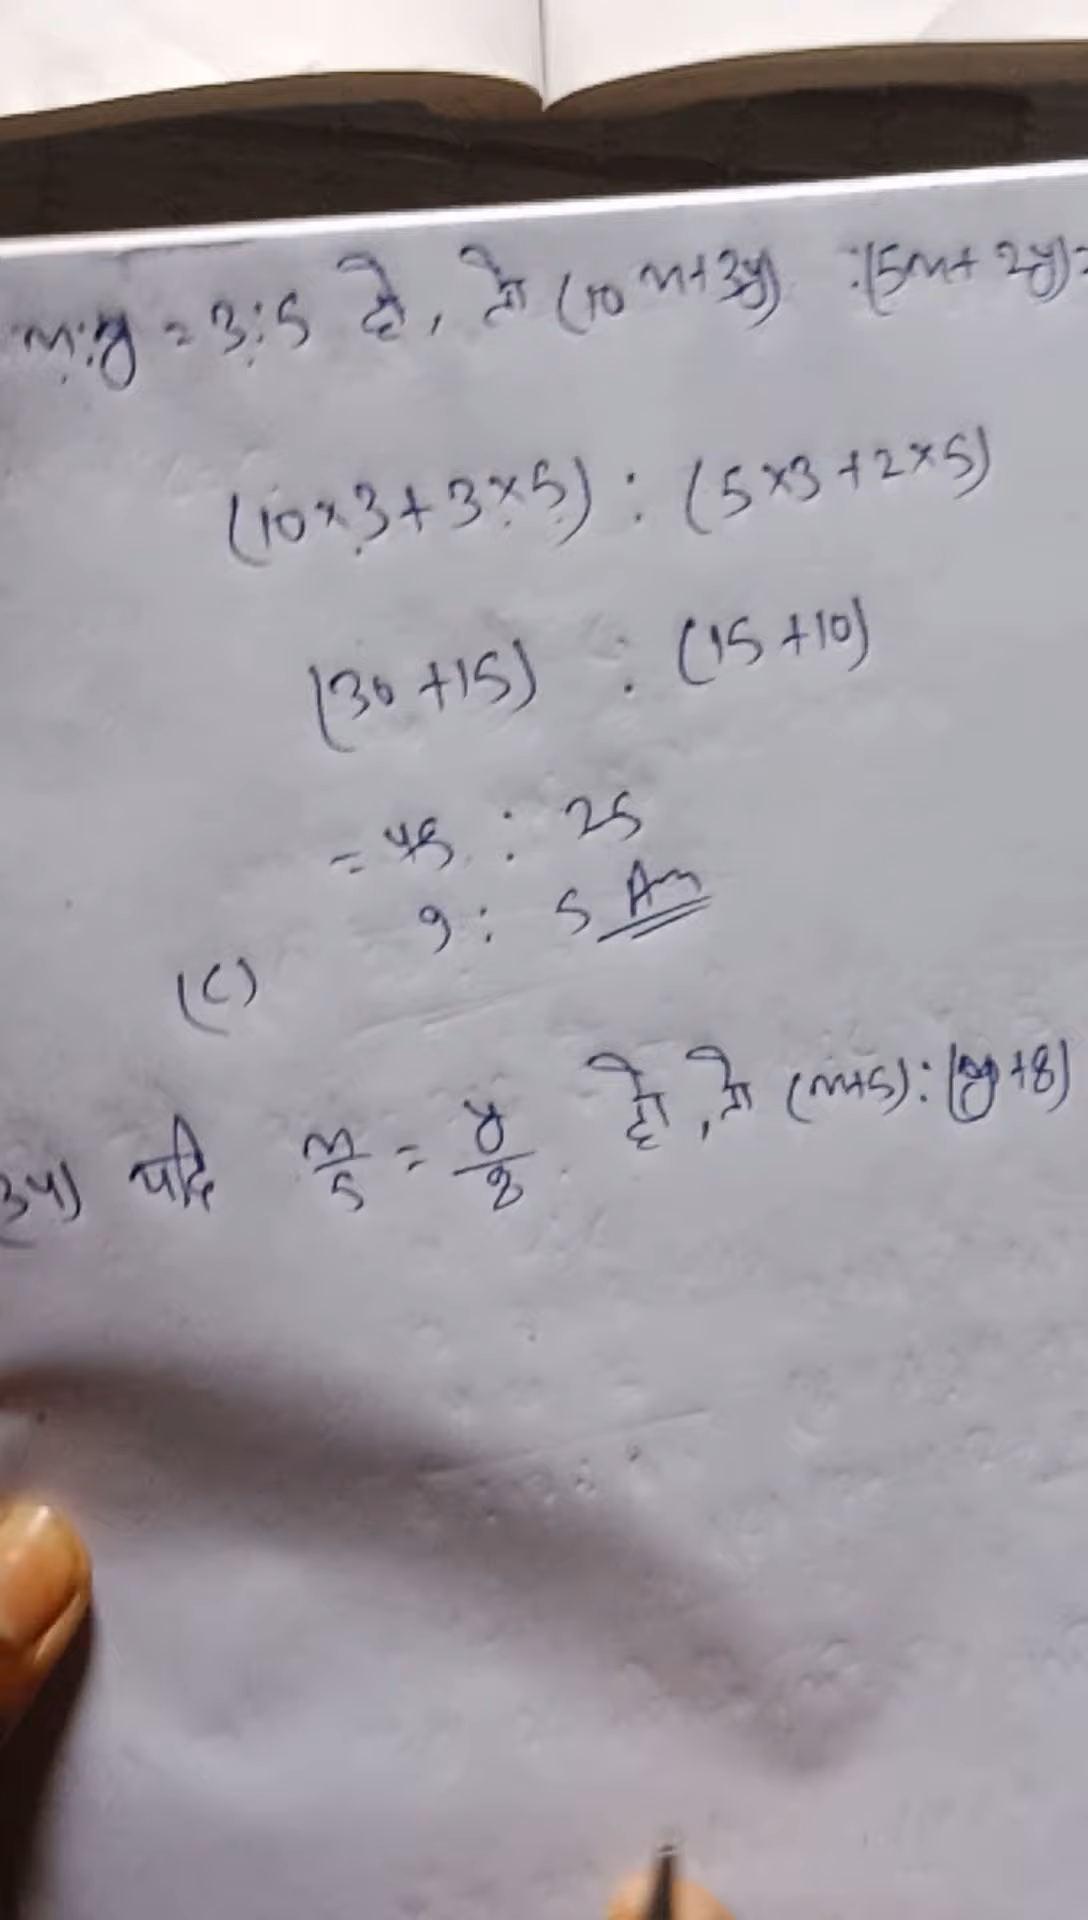 x:y = 3:5 हो, तो (10x+3y) :(5x+2y)=
(10×3+3×5) : (5×3+2×5)
(30+15) : (15+10)
= 45 : 25
9 : 5 Ans
(C)
34) यदि x/5 = y/8 हो, तो (x+5):(y+8)